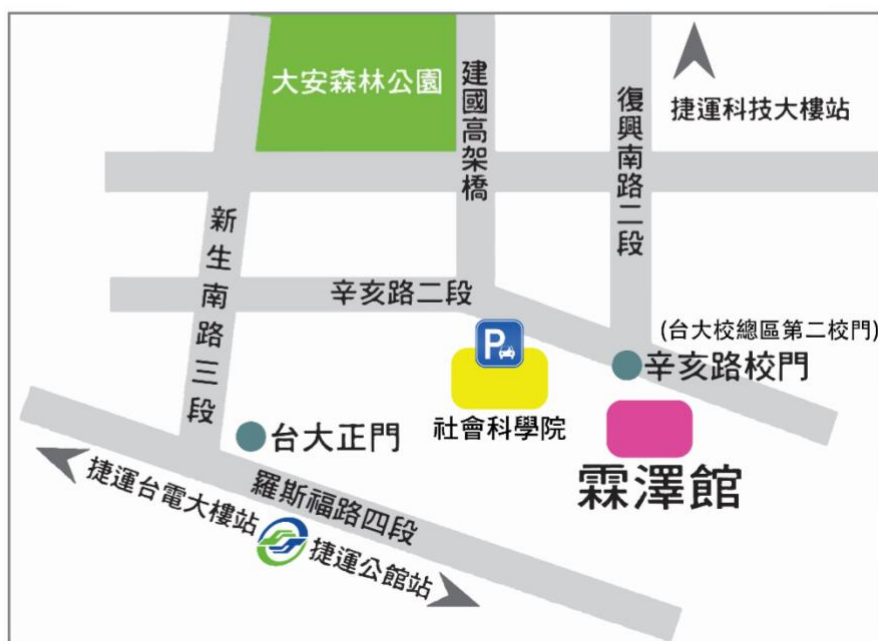 大安森林公園
建國高架橋
復興南路二段
捷運科技大樓站
新生南路三段
辛亥路二段
(台大校總區第二校門)
P
辛亥路校門
社會科學院
台大正門
霖澤館
羅斯福路四段
捷運台電大樓站
捷運公館站